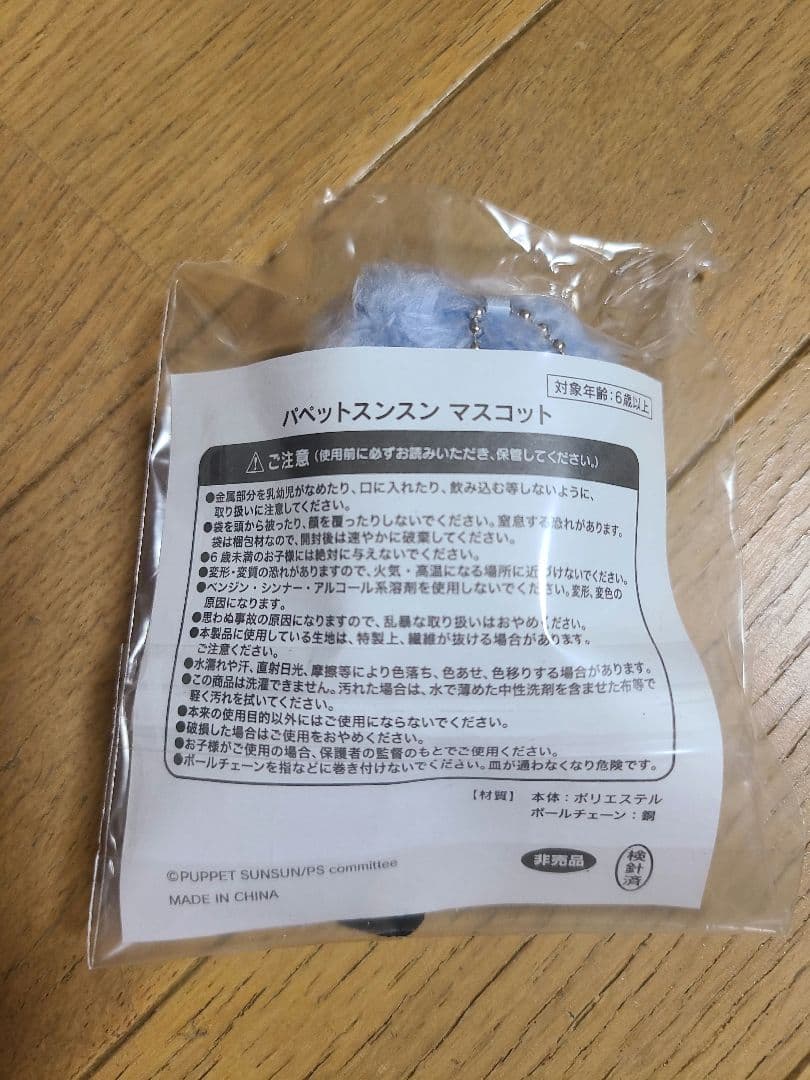 対象年齢:6歳以上
パペットスンスン マスコット
ご注意(使用前に必ずお読みいただき、保管してください。)
●金属部分を乳幼児がなめたり、口に入れたり、飲み込む等しないように、
取り扱いに注意してください。
●袋を頭から被ったり、顔を覆ったりしないでください。窒息する恐れがあります。
袋は梱包材なので、開封後は速やかに破棄してください。
●6歳未満のお子様には絶対に与えないでください。
●変形・変質の恐れがありますので、火気・高温になる場所に近づけないでください。
●ベンジン・シンナー・アルコール系溶剤を使用しないでください。変形、変色の
原因になります。
●思わぬ事故の原因になりますので、乱暴な取り扱いはおやめください。
●本製品に使用している生地は、特製上、繊維が抜ける場合があります。
ご注意ください。
●水濡れや汗、直射日光、摩擦等により色落ち、色あせ、色移りする場合があります。
●この商品は洗濯できません。汚れた場合は、水で薄めた中性洗剤を含ませた布等で
軽く汚れを拭いてください。
●本来の使用目的以外にはご使用にならないでください。
●破損した場合はご使用をおやめください。
●お子様がご使用の場合、保護者の監督のもとでご使用ください。
●ボールチェーンを指などに巻き付けないでください。血が通わなくなり危険です。
【材質】 本体:ポリエステル
ボールチェーン:銅
©PUPPET SUNSUN/PS committee
MADE IN CHINA
非売品
検針済